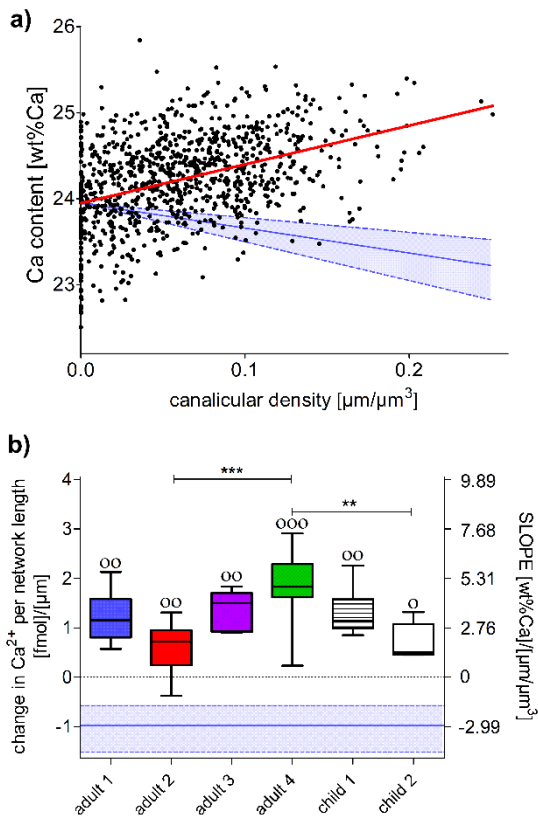 a)
26
25
24
23
Ca content [wt%Ca]
0.0
0.1
0.2
canalicular density [µm/µm³]
b)
***
**
4
3
2
1
0
-1
change in Ca²⁺ per network length
[fmol]/[µm]
oo
o
oo
ooo
oo
o
9.89
7.68
5.31
2.76
0
-2.99
SLOPE [wt%Ca]/[µm/µm³]
adult 1
adult 2
adult 3
adult 4
child 1
child 2